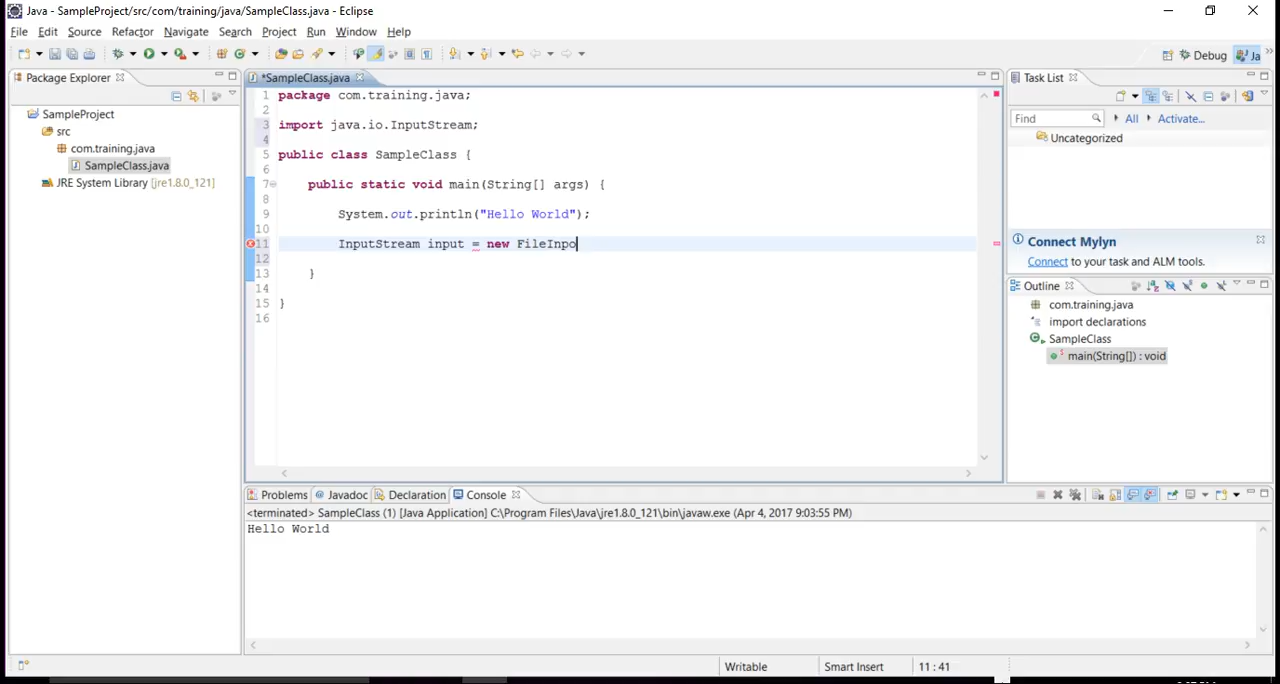 Java - SampleProject/src/com/training/java/SampleClass.java - Eclipse
File Edit Source Refactor Navigate Search Project Run Window Help
Debug Ja
Package Explorer
SampleProject
src
com.training.java
SampleClass.java
JRE System Library [jre1.8.0_121]
*SampleClass.java
1 package com.training.java;
2
3 import java.io.InputStream;
4
5 public class SampleClass {
6
7 public static void main(String[] args) {
8
9 System.out.println("Hello World");
10
11 InputStream input = new FileInpo
12
13 }
14
15 }
16
Task List
Find All Activate...
Uncategorized
Connect Mylyn
Connect to your task and ALM tools.
Outline
com.training.java
import declarations
SampleClass
main(String[]) : void
Problems Javadoc Declaration Console
<terminated> SampleClass (1) [Java Application] C:\Program Files\Java\jre1.8.0_121\bin\javaw.exe (Apr 4, 2017 9:03:55 PM)
Hello World
Writable Smart Insert 11 : 41